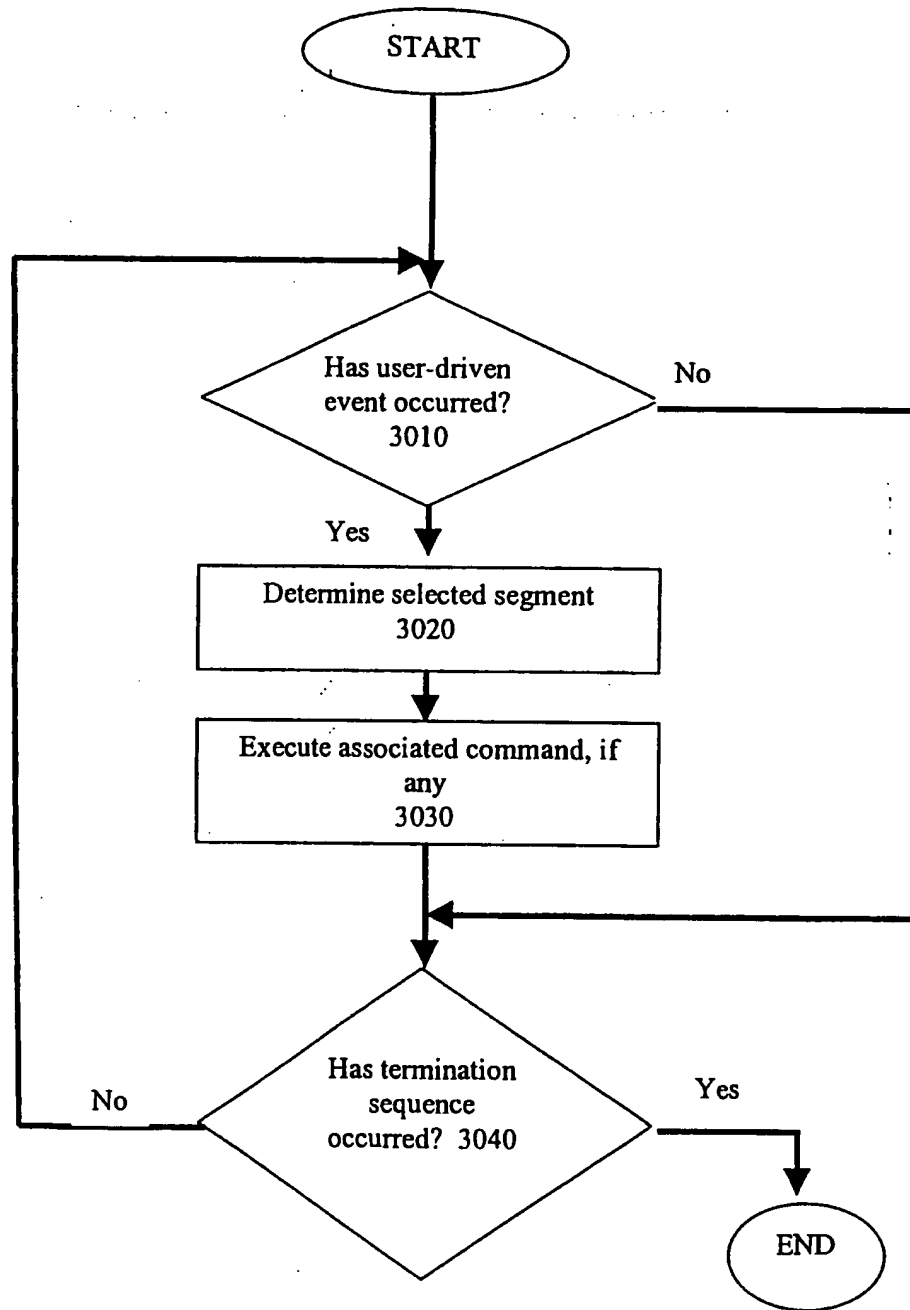 START
Has user-driven
event occurred?
3010
No
Yes
Determine selected segment
3020
Execute associated command, if
any
3030
Has termination
sequence
occurred? 3040
No
Yes
END